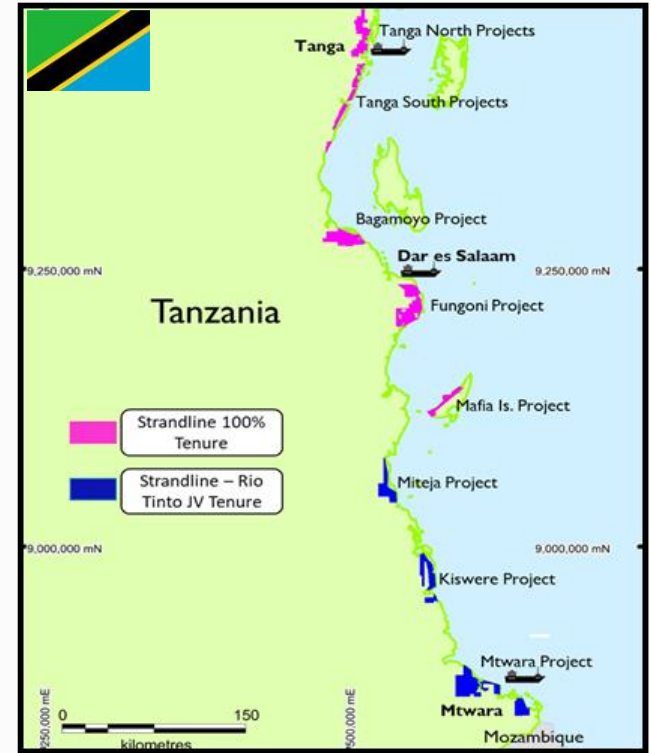 Tanga North Projects
Tanga
Tanga South Projects
Bagamoyo Project
Dar es Salaam
9,250,000 mN
9,250,000 mN
Tanzania
Fungoni Project
Mafia Is. Project
Strandline 100%
Tenure
Strandline – Rio
Tinto JV Tenure
Miteja Project
9,000,000 mN
9,000,000 mN
Kiswere Project
Mtwara Project
Mtwara
Mozambique
250,000 mE
500,000 mE
0
150
kilometres